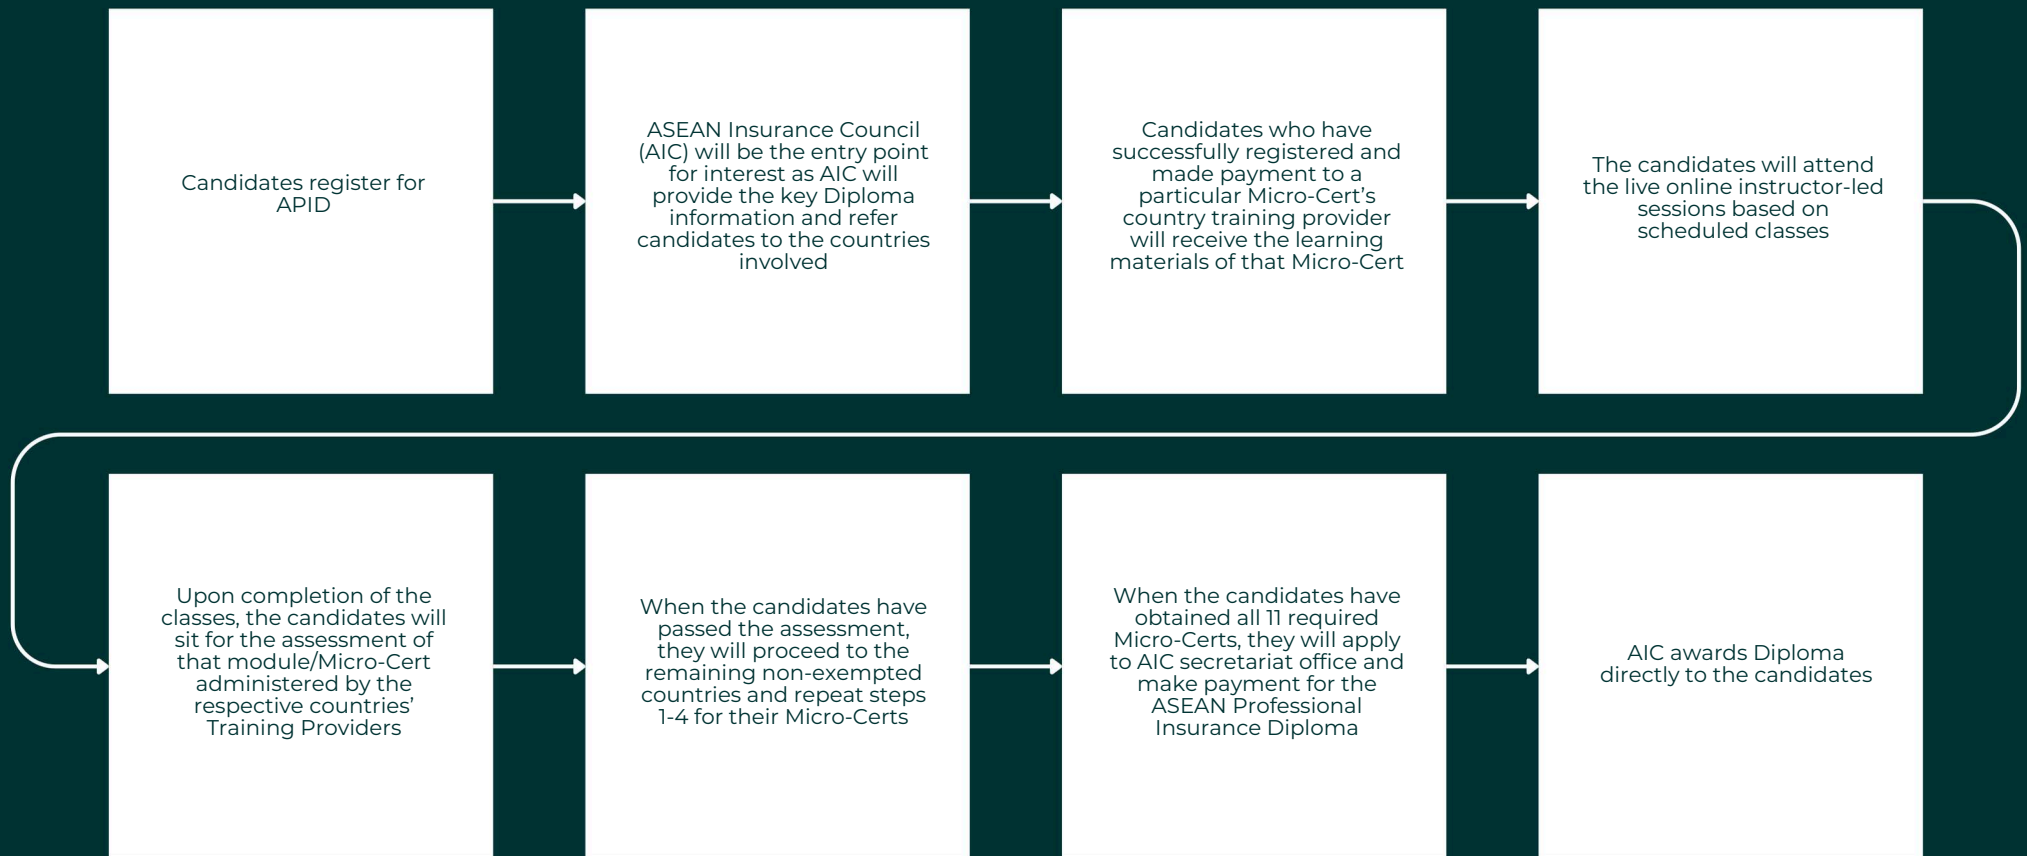 Candidates register for
APID
ASEAN Insurance Council
(AIC) will be the entry point
for interest as AIC will
provide the key Diploma
information and refer
candidates to the countries
involved
Candidates who have
successfully registered and
made payment to a
particular Micro-Cert’s
country training provider
will receive the learning
materials of that Micro-Cert
The candidates will attend
the live online instructor-led
sessions based on
scheduled classes
Upon completion of the
classes, the candidates will
sit for the assessment of
that module/Micro-Cert
administered by the
respective countries’
Training Providers
When the candidates have
passed the assessment,
they will proceed to the
remaining non-exempted
countries and repeat steps
1-4 for their Micro-Certs
When the candidates have
obtained all 11 required
Micro-Certs, they will apply
to AIC secretariat office and
make payment for the
ASEAN Professional
Insurance Diploma
AIC awards Diploma
directly to the candidates